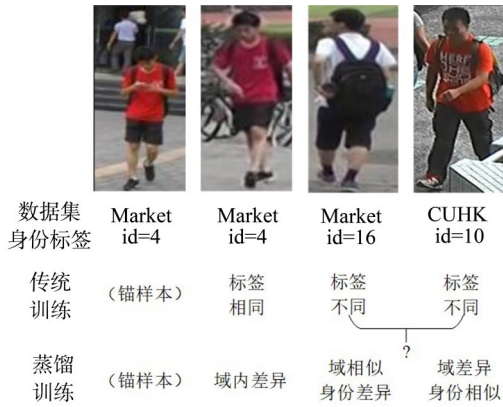 HERE
数据集 Market Market Market CUHK
身份标签 id=4 id=4 id=16 id=10
传统 标签 标签 标签
训练 (锚样本) 相同 不同 不同
?
蒸馏 域相似 域差异
训练 (锚样本) 域内差异 身份差异 身份相似